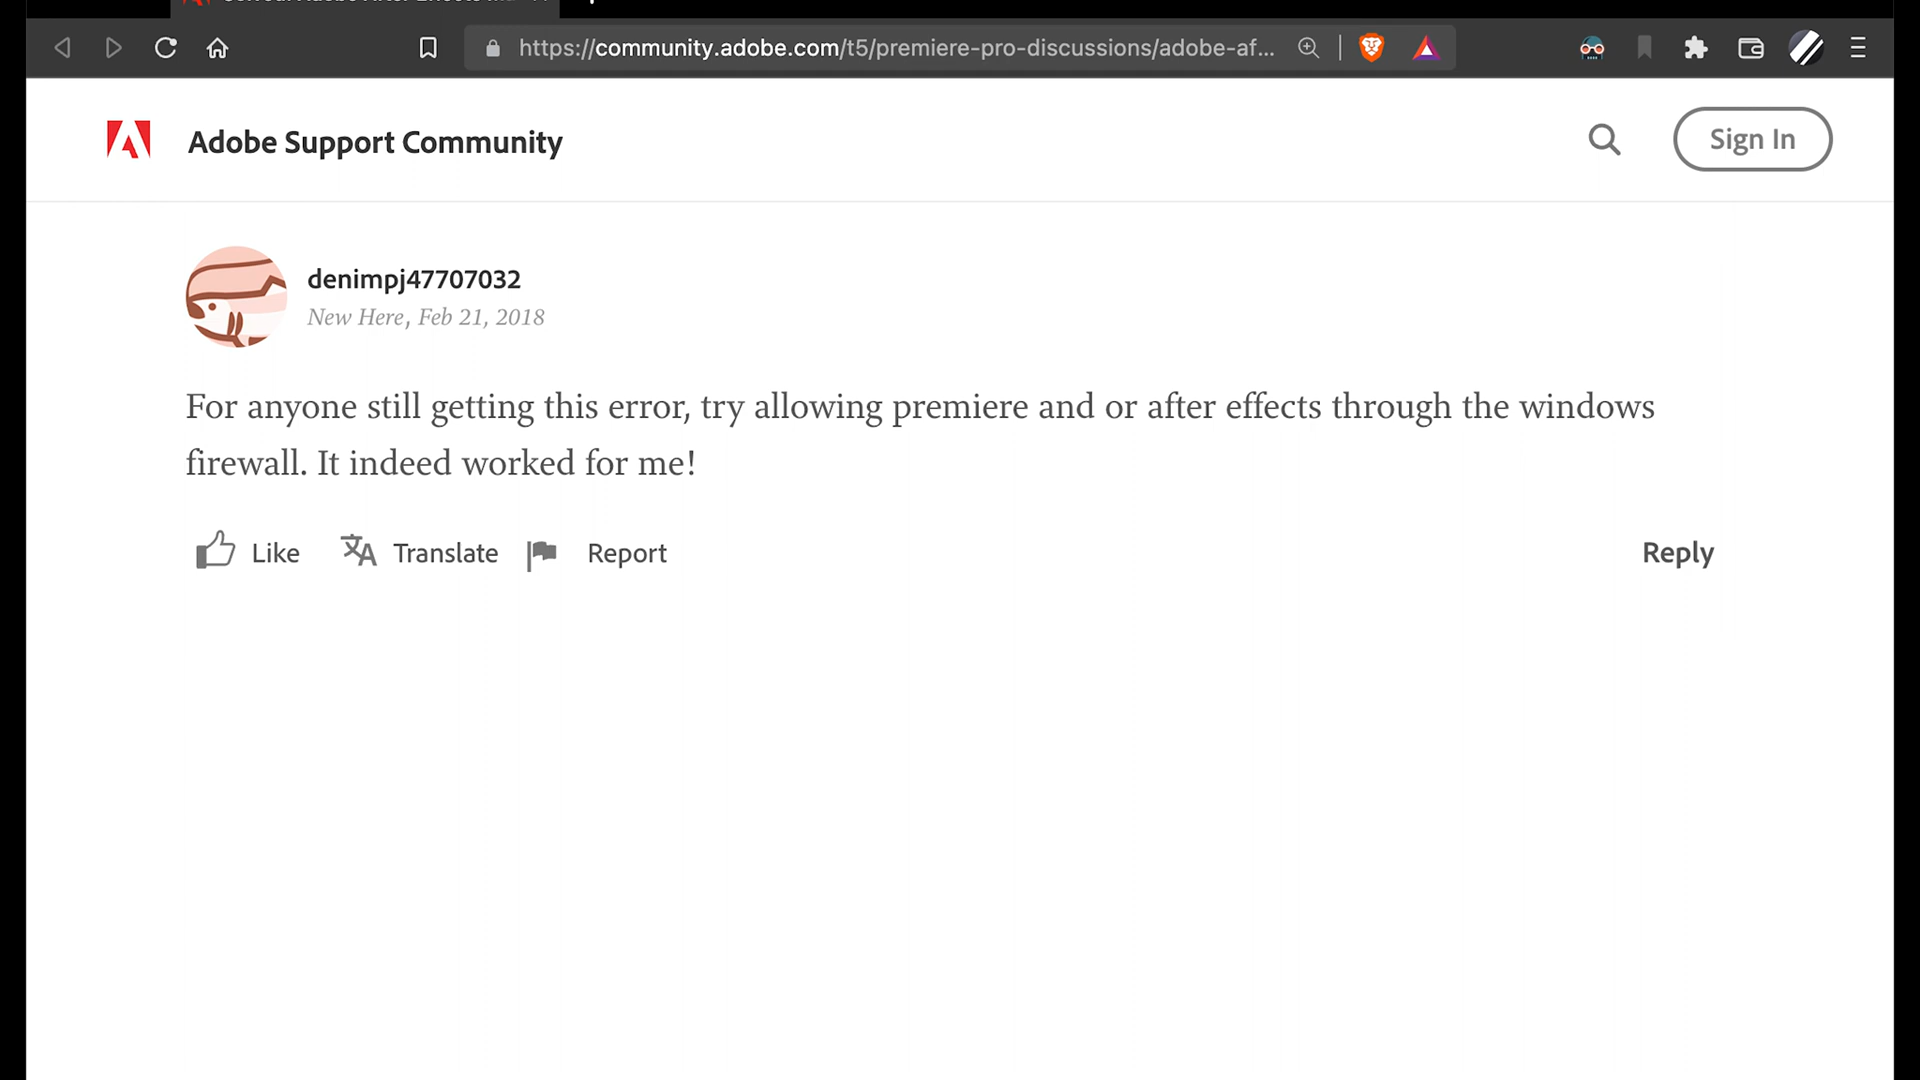 https://community.adobe.com/t5/premiere-pro-discussions/adobe-af...
Adobe Support Community
Sign In
denimpj47707032
New Here, Feb 21, 2018
For anyone still getting this error, try allowing premiere and or after effects through the windows
firewall. It indeed worked for me!
Like
Translate
Report
Reply